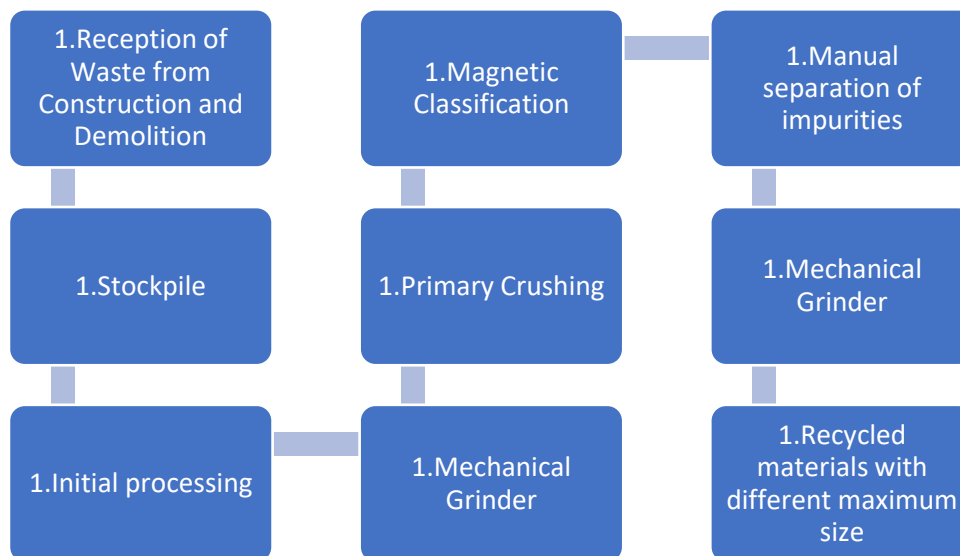 1.Reception of
Waste from
Construction and
Demolition
1.Stockpile
1.Initial processing
1.Mechanical
Grinder
1.Primary Crushing
1.Magnetic
Classification
1.Manual
separation of
impurities
1.Mechanical
Grinder
1.Recycled
materials with
different maximum
size